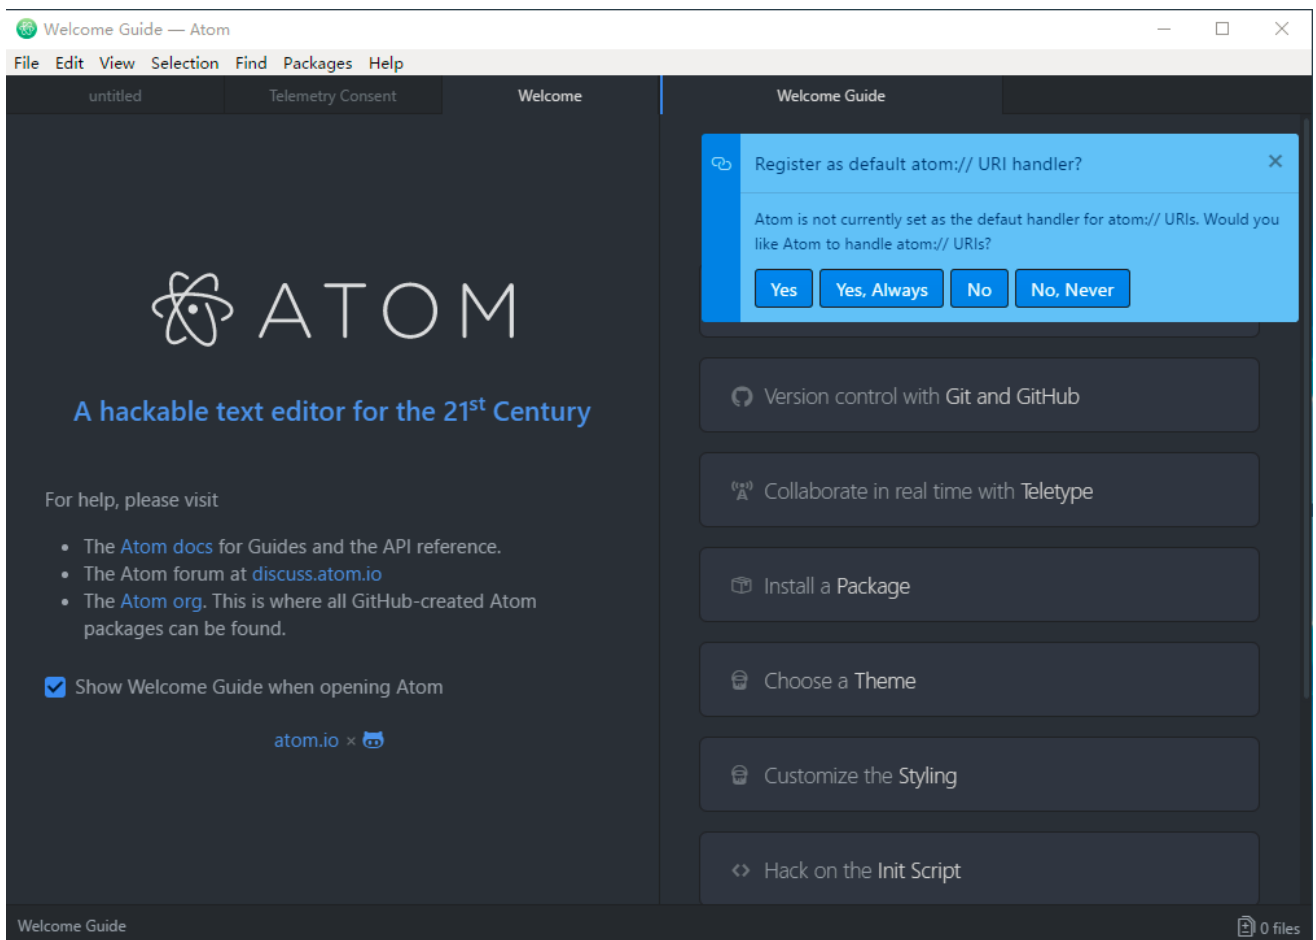 Welcome Guide — Atom
File Edit View Selection Find Packages Help
untitled
Telemetry Consent
Welcome
Welcome Guide
Register as default atom:// URI handler?
Atom is not currently set as the defaut handler for atom:// URIs. Would you
like Atom to handle atom:// URIs?
Yes
Yes, Always
No
No, Never
ATOM
A hackable text editor for the 21st Century
For help, please visit
• The Atom docs for Guides and the API reference.
• The Atom forum at discuss.atom.io
• The Atom org. This is where all GitHub-created Atom
packages can be found.
Show Welcome Guide when opening Atom
atom.io ×
Version control with Git and GitHub
Collaborate in real time with Teletype
Install a Package
Choose a Theme
Customize the Styling
Hack on the Init Script
Welcome Guide
0 files